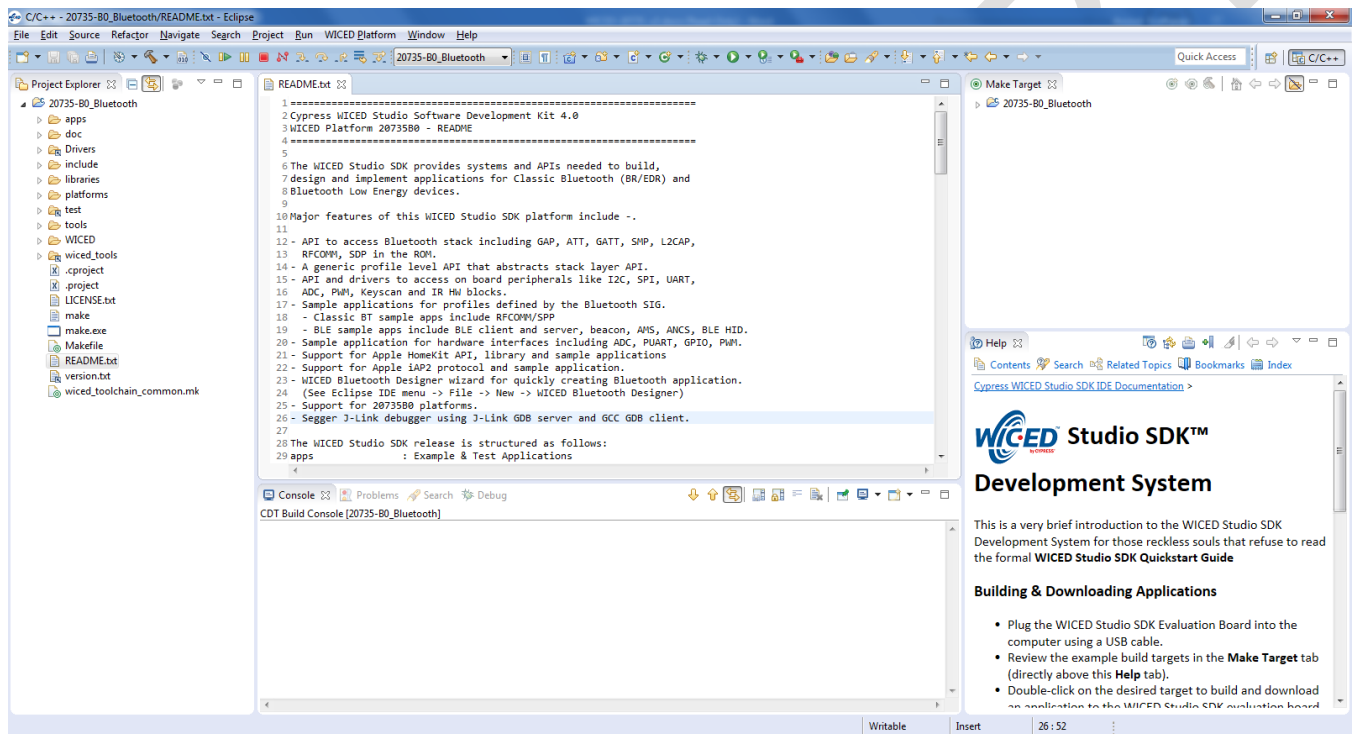 C/C++ - 20735-B0_Bluetooth/README.txt - Eclipse
File Edit Source Refactor Navigate Search Project Run WICED Platform Window Help
20735-B0_Bluetooth
Quick Access
C/C++
Project Explorer
20735-B0_Bluetooth
apps
doc
Drivers
include
libraries
platforms
test
tools
WICED
wiced_tools
.cproject
.project
LICENSE.txt
make
make.exe
Makefile
README.txt
version.txt
wiced_toolchain_common.mk
README.txt
1 =====================================================================
2 Cypress WICED Studio Software Development Kit 4.0
3 WICED Platform 20735B0 - README
4 =====================================================================
5
6 The WICED Studio SDK provides systems and APIs needed to build,
7 design and implement applications for Classic Bluetooth (BR/EDR) and
8 Bluetooth Low Energy devices.
9
10 Major features of this WICED Studio SDK platform include -.
11
12 - API to access Bluetooth stack including GAP, ATT, GATT, SMP, L2CAP,
13   RFCOMM, SDP in the ROM.
14 - A generic profile level API that abstracts stack layer API.
15 - API and drivers to access on board peripherals like I2C, SPI, UART,
16   ADC, PWM, Keyscan and IR HW blocks.
17 - Sample applications for profiles defined by the Bluetooth SIG.
18   - Classic BT sample apps include RFCOMM/SPP
19   - BLE sample apps include BLE client and server, beacon, AMS, ANCS, BLE HID.
20 - Sample application for hardware interfaces including ADC, PUART, GPIO, PWM.
21 - Support for Apple HomeKit API, library and sample applications
22 - Support for Apple iAP2 protocol and sample application.
23 - WICED Bluetooth Designer wizard for quickly creating Bluetooth application.
24   (See Eclipse IDE menu -> File -> New -> WICED Bluetooth Designer)
25 - Support for 20735B0 platforms.
26 - Segger J-Link debugger using J-Link GDB server and GCC GDB client.
27
28 The WICED Studio SDK release is structured as follows:
29 apps : Example & Test Applications
Console Problems Search Debug
CDT Build Console [20735-B0_Bluetooth]
Make Target
20735-B0_Bluetooth
Help
Contents Search Related Topics Bookmarks Index
Cypress WICED Studio SDK IDE Documentation >
WICED™ Studio SDK™
by CYPRESS
Development System
This is a very brief introduction to the WICED Studio SDK
Development System for those reckless souls that refuse to read
the formal WICED Studio SDK Quickstart Guide
Building & Downloading Applications
• Plug the WICED Studio SDK Evaluation Board into the
computer using a USB cable.
• Review the example build targets in the Make Target tab
(directly above this Help tab).
• Double-click on the desired target to build and download
an application to the WICED Studio SDK evaluation board
Writable
Insert
26 : 52